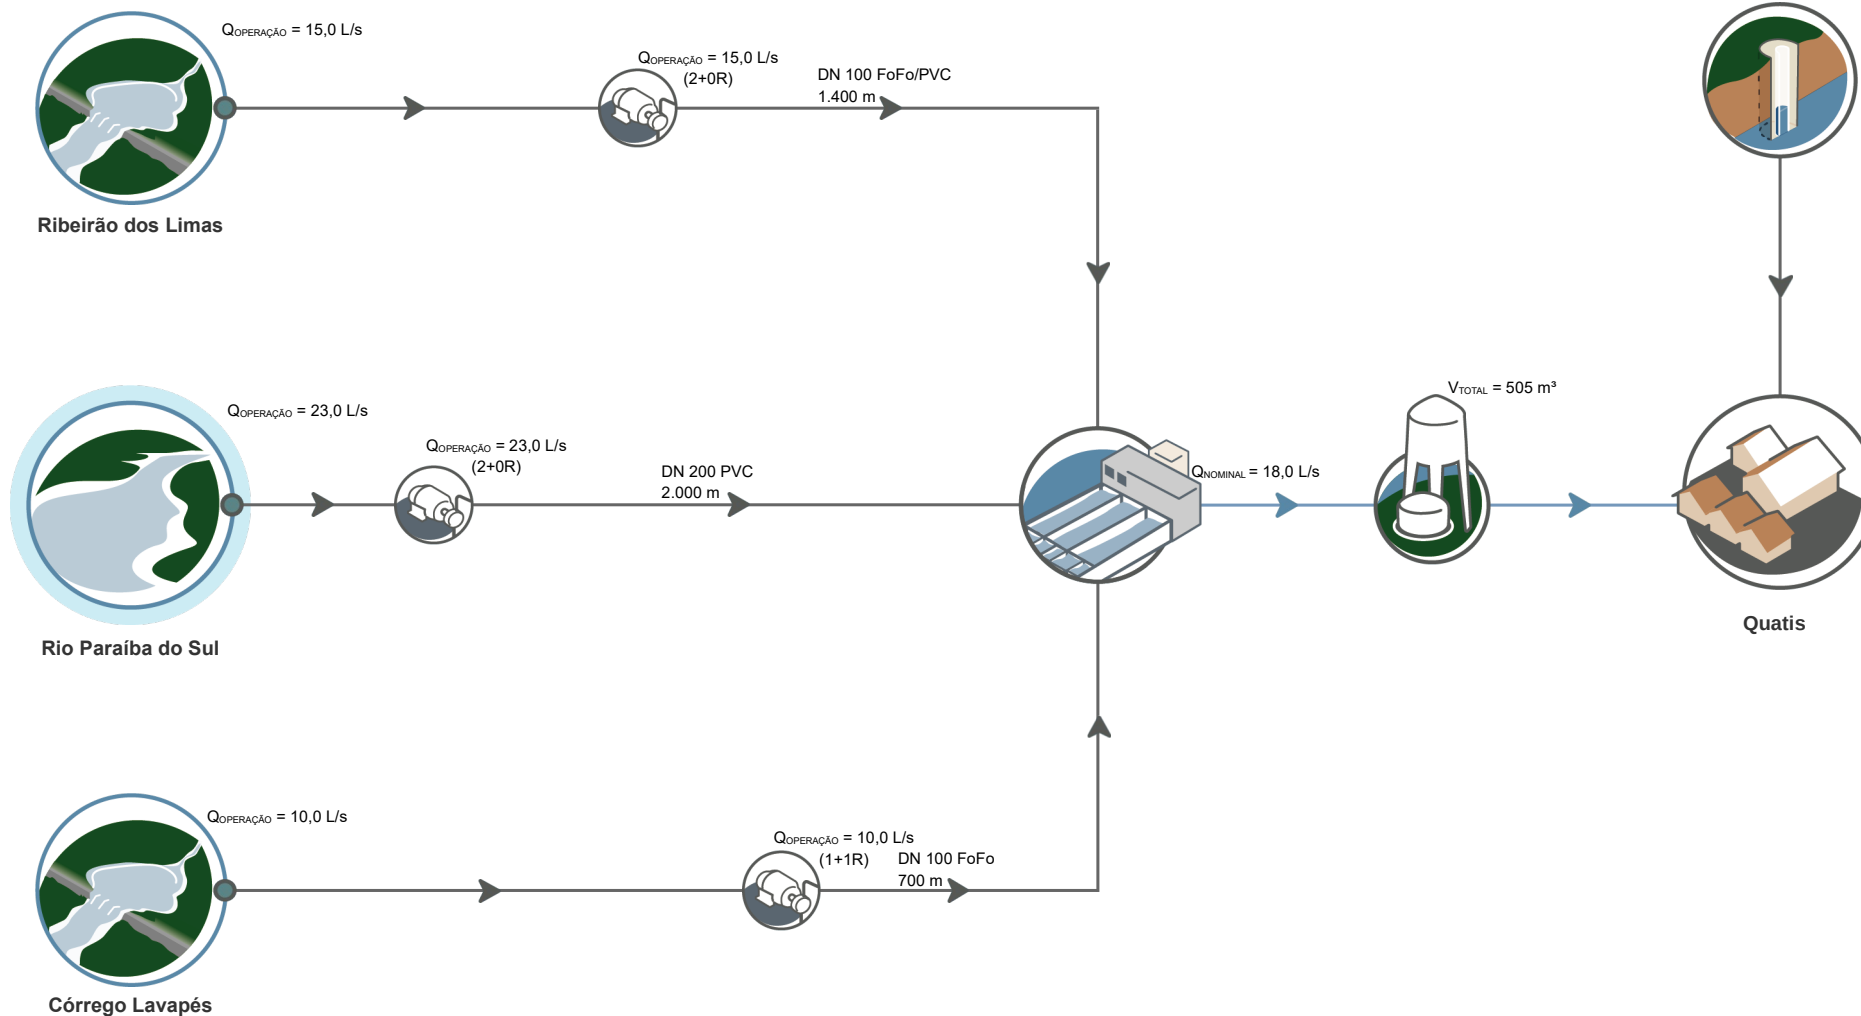 QOPERAÇÃO = 15,0 L/s
QOPERAÇÃO = 15,0 L/s
(2+0R)
DN 100 FoFo/PVC
1.400 m
Ribeirão dos Limas
QOPERAÇÃO = 23,0 L/s
QOPERAÇÃO = 23,0 L/s
(2+0R)
DN 200 PVC
2.000 m
QNOMINAL = 18,0 L/s
VTOTAL = 505 m³
Quatis
Rio Paraíba do Sul
QOPERAÇÃO = 10,0 L/s
QOPERAÇÃO = 10,0 L/s
(1+1R)
DN 100 FoFo
700 m
Córrego Lavapés